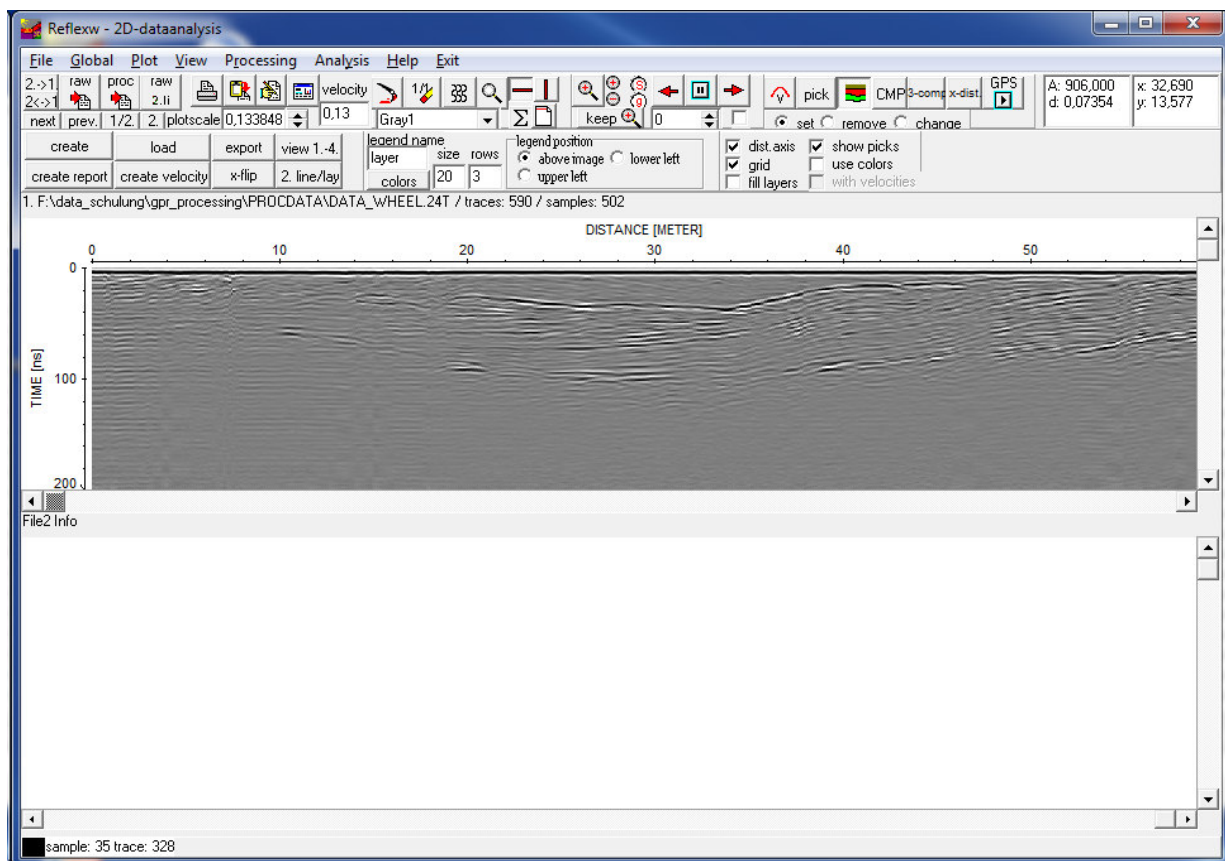 Reflexw - 2D-dataanalysis
File Global Plot View Processing Analysis Help Exit
2.->1 raw proc raw velocity 1/γ GPS A: 906,000 x: 32,690
2<->1 2.li Σ pick CMP 3-comp x-dist. d: 0,07354 y: 13,577
next prev. 1/2. 2. plotscale 0,133848 0,13 Gray1 keep 0 set remove change
create load export view 1.-4. legend name size rows legend position dist.axis show picks
layer above image lower left grid use colors
create report create velocity x-flip 2. line/lay colors 20 3 upper left fill layers with velocities
1. F:\data_schulung\gpr_processing\PROCDATA\DATA_WHEEL.24T / traces: 590 / samples: 502
DISTANCE [METER]
0 10 20 30 40 50
0
TIME [ns]
100
200
File2 Info
sample: 35 trace: 328